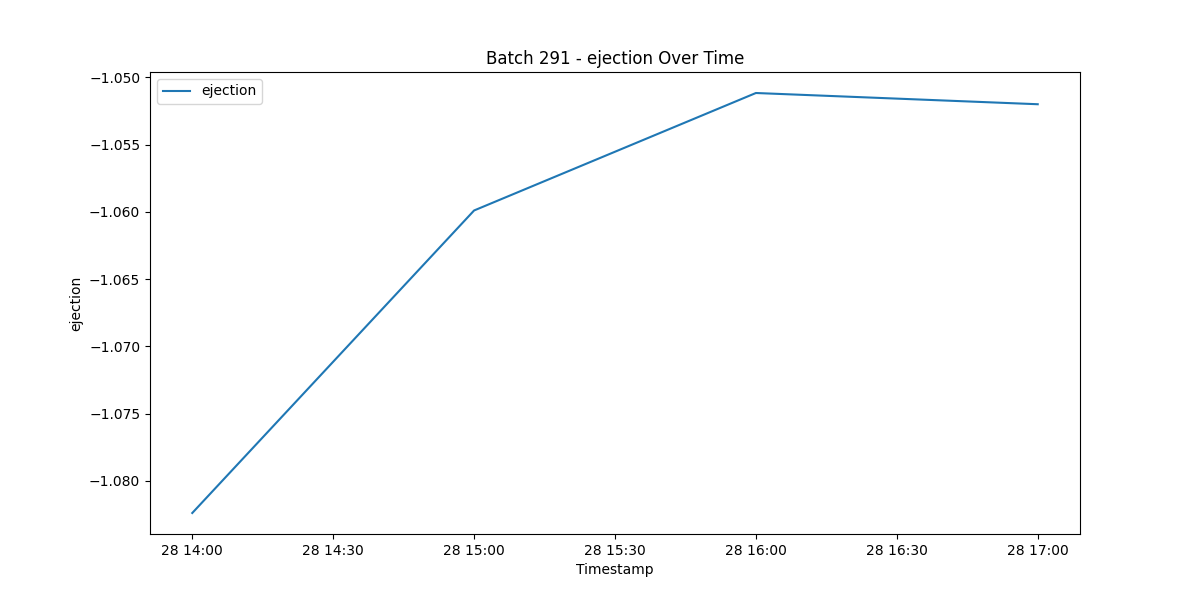 Batch 291 - ejection Over Time
ejection
−1.050
−1.055
−1.060
−1.065
−1.070
−1.075
−1.080
ejection
28 14:00 28 14:30 28 15:00 28 15:30 28 16:00 28 16:30 28 17:00
Timestamp